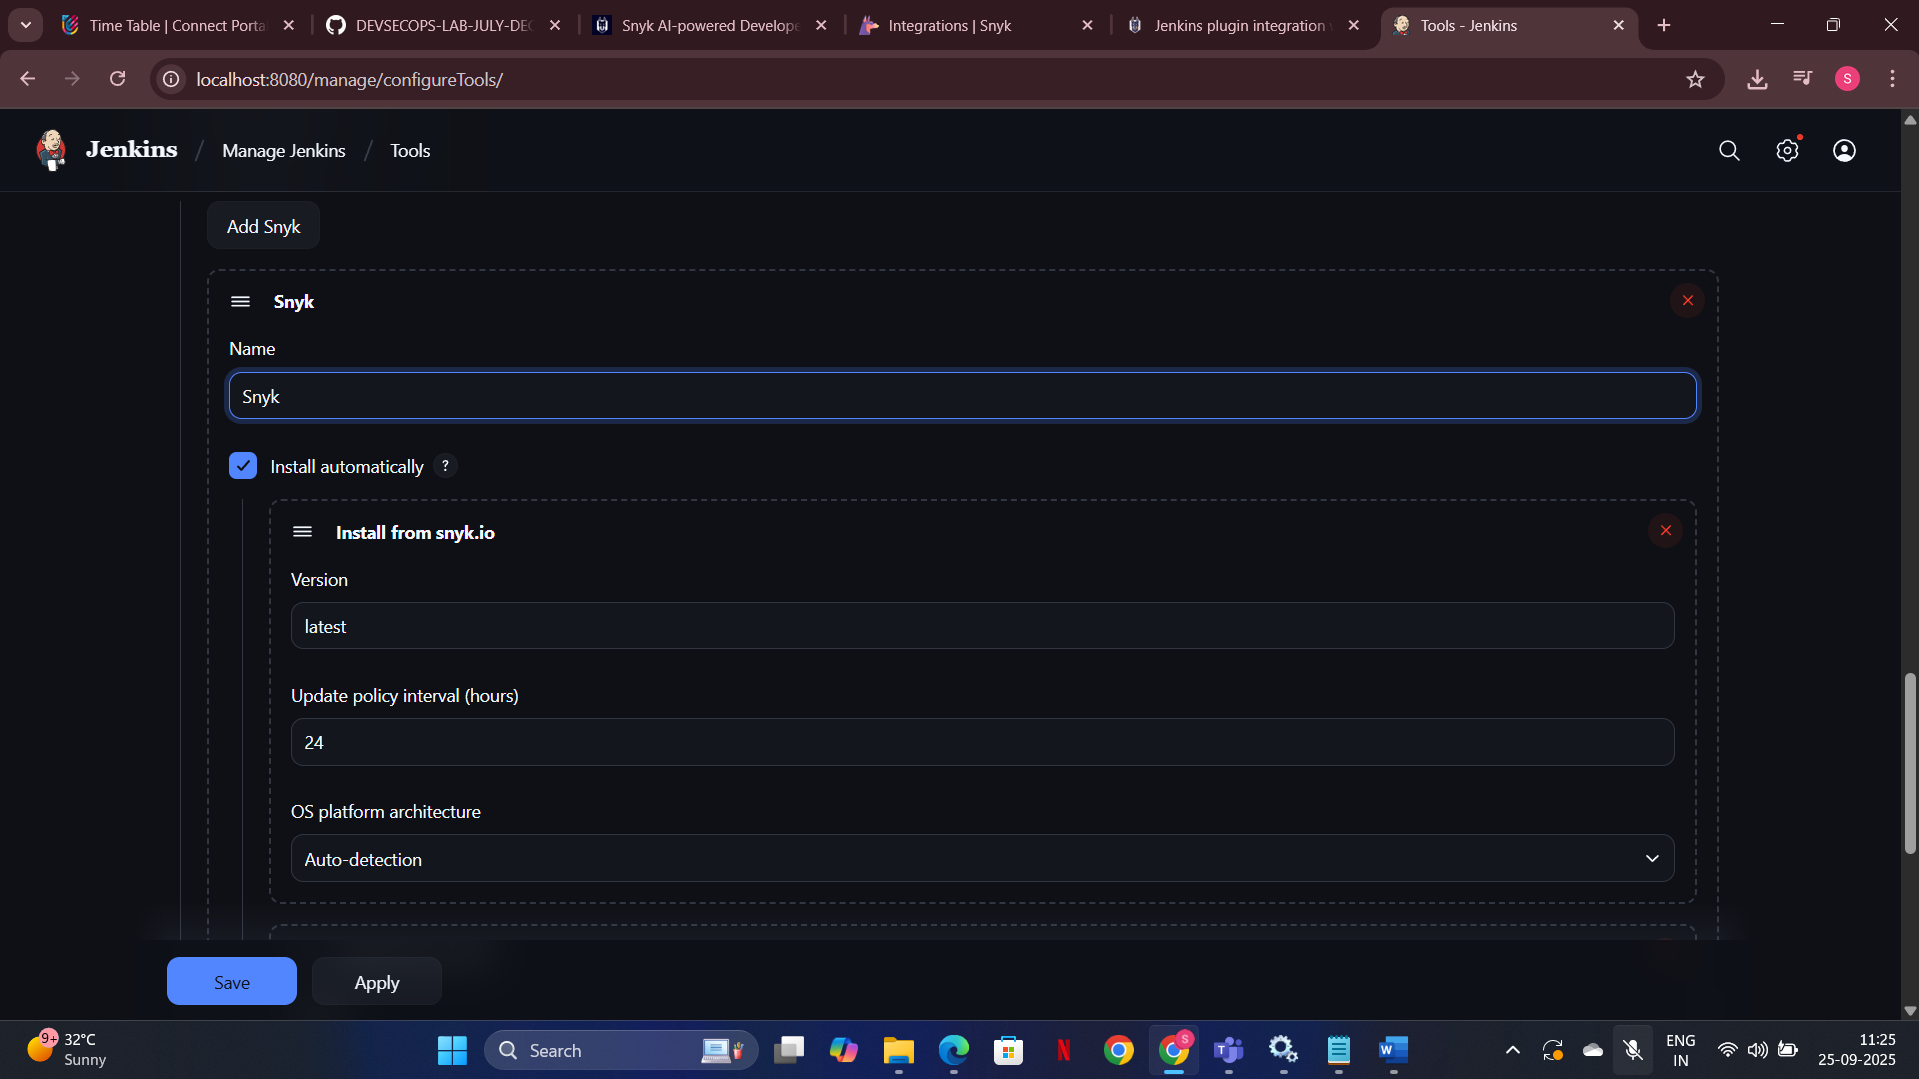 Time Table | Connect Porta
DEVSECOPS-LAB-JULY-DEC
Snyk AI-powered Develope
Integrations | Snyk
Jenkins plugin integration
Tools - Jenkins
localhost:8080/manage/configureTools/
S
Jenkins / Manage Jenkins / Tools
Add Snyk
Snyk
Name
Snyk
Install automatically ?
Install from snyk.io
Version
latest
Update policy interval (hours)
24
OS platform architecture
Auto-detection
Save
Apply
9+
32°C
Sunny
Search
N
S
T
W
ENG
IN
11:25
25-09-2025